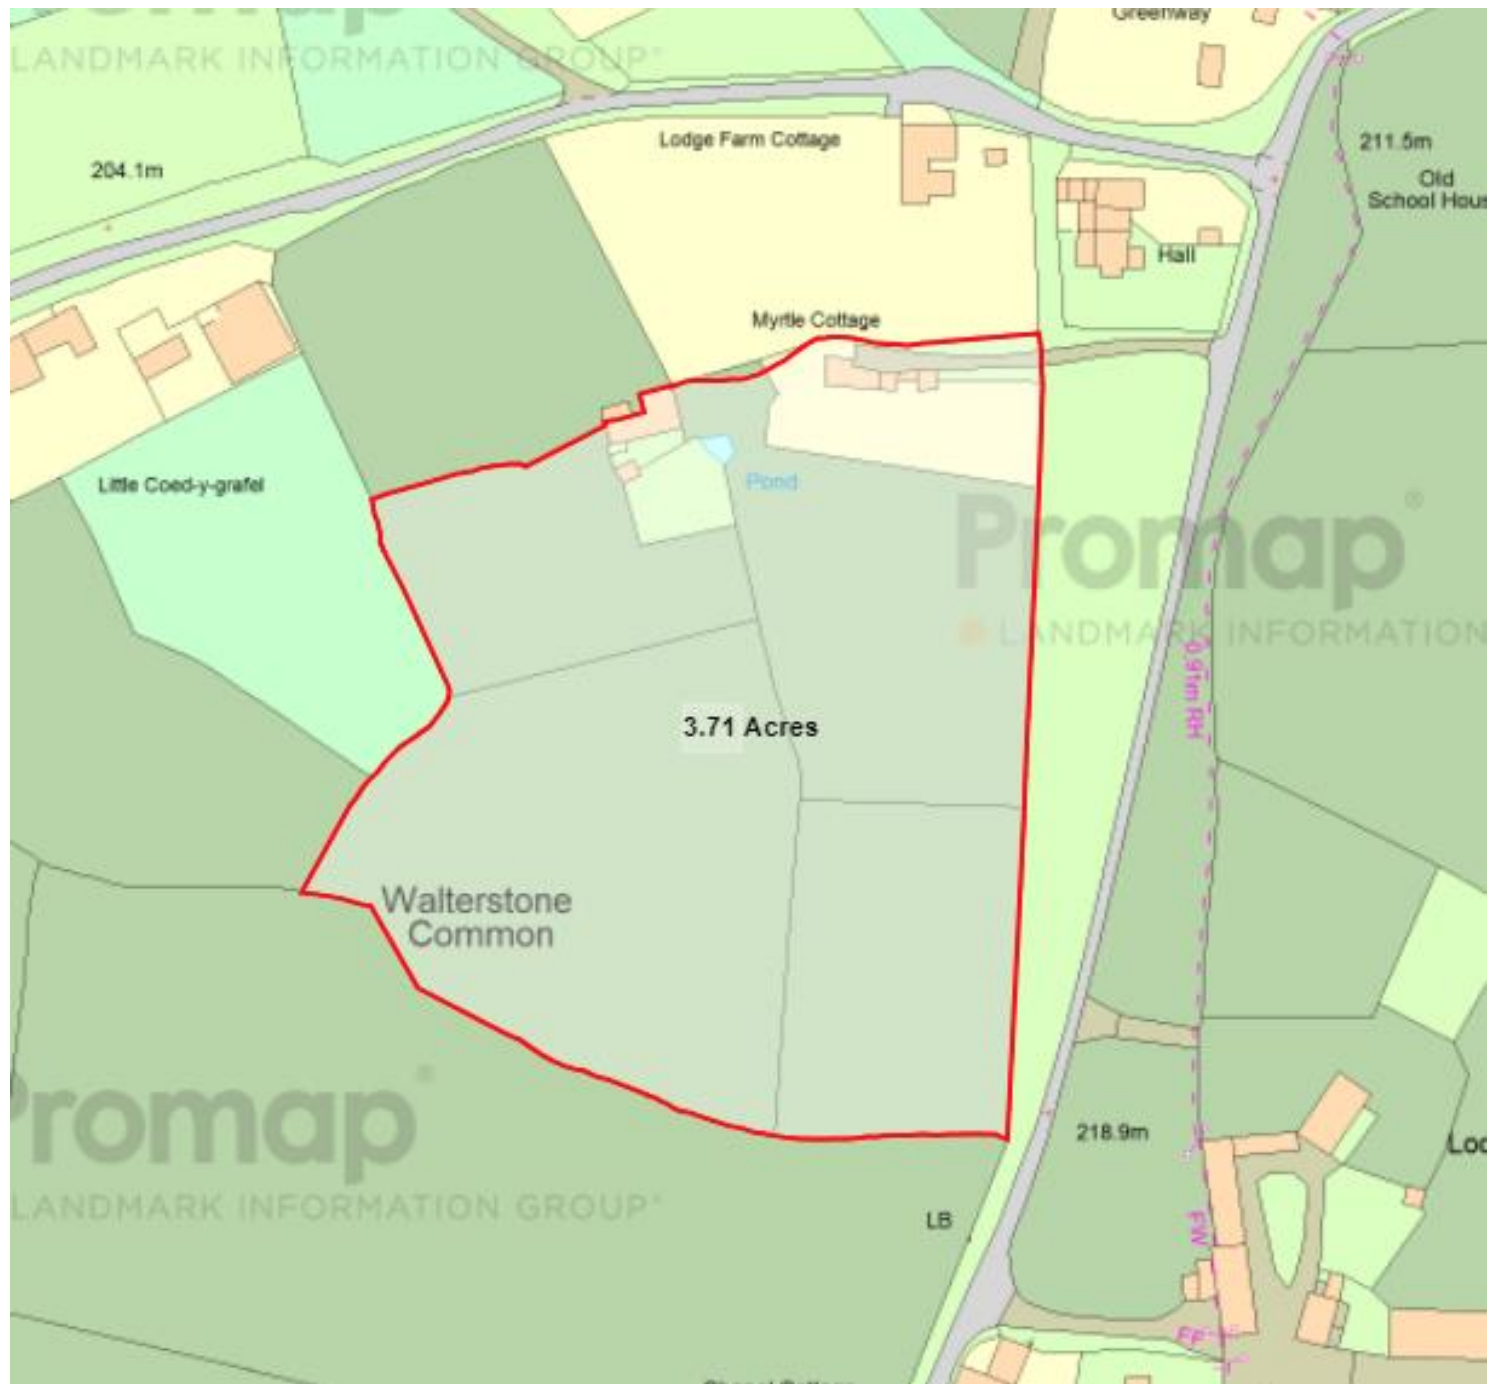 LANDMARK INFORMATION GROUP®
Greenway
Lodge Farm Cottage
204.1m
211.5m
Old
School Hous
Hall
Myrtle Cottage
Little Coed-y-grafel
Pond
Promap®
LANDMARK INFORMATION
0.91m RH
3.71 Acres
Walterstone
Common
Promap®
LANDMARK INFORMATION GROUP®
218.9m
Loc
LB
FW
FP